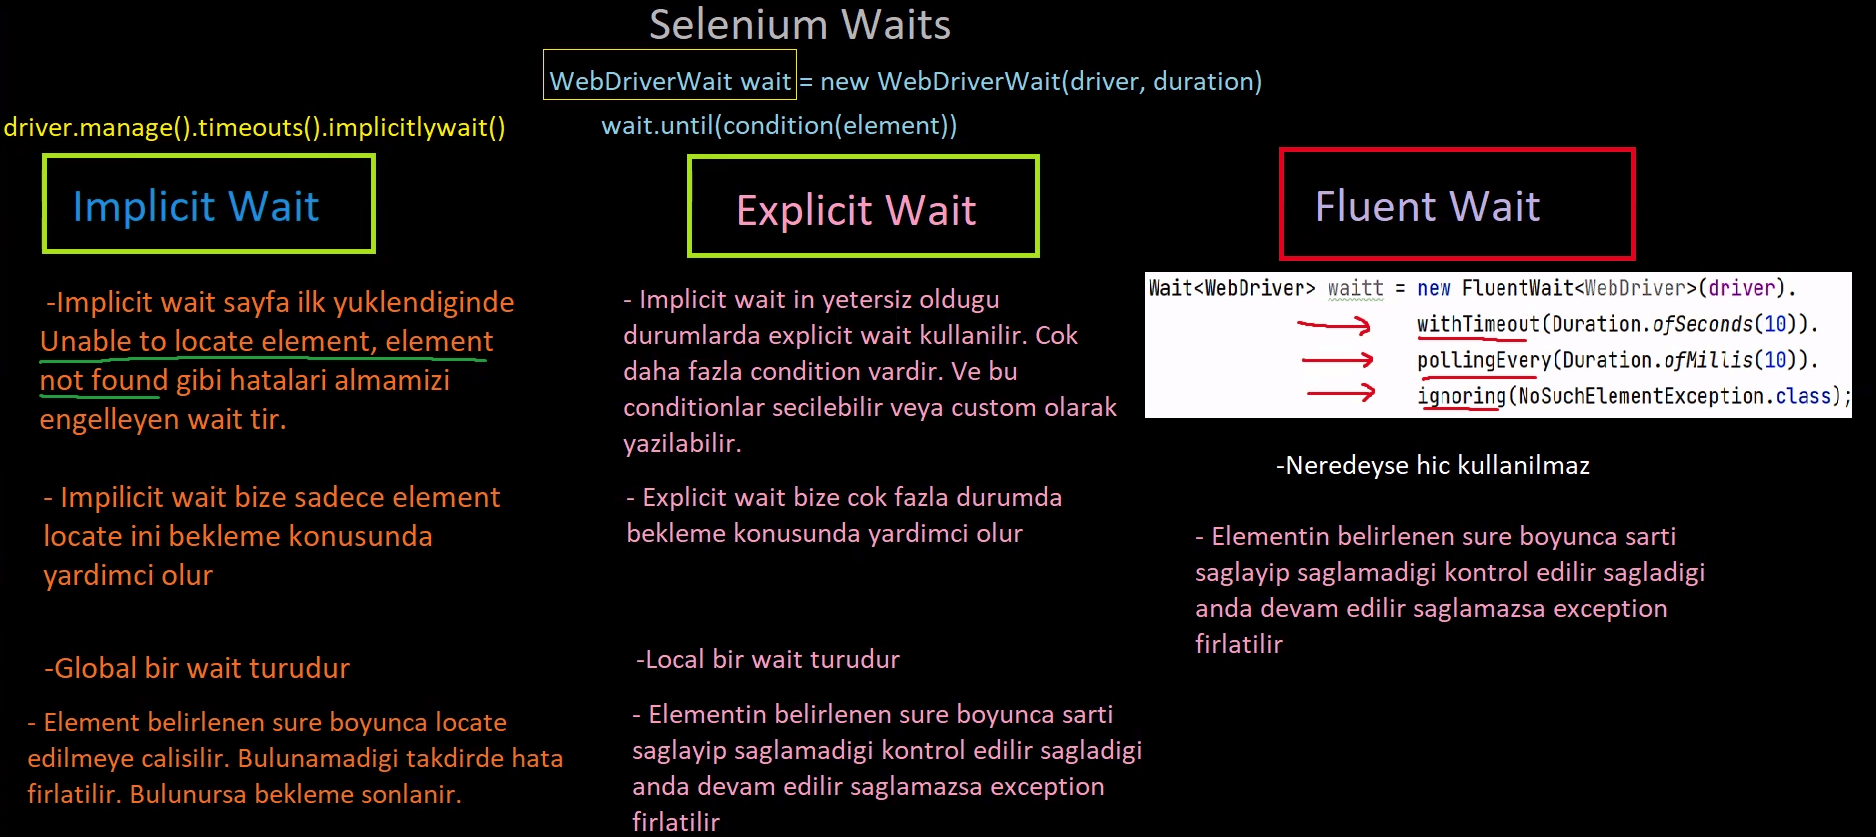 Selenium Waits
WebDriverWait wait = new WebDriverWait(driver, duration)
wait.until(condition(element))
driver.manage().timeouts().implicitlywait()
Implicit Wait
-Implicit wait sayfa ilk yuklendiginde
Unable to locate element, element
not found gibi hatalari almamizi
engelleyen wait tir.
- Impilicit wait bize sadece element
locate ini bekleme konusunda
yardimci olur
-Global bir wait turudur
- Element belirlenen sure boyunca locate
edilmeye calisilir. Bulunamadigi takdirde hata
firlatilir. Bulunursa bekleme sonlanir.
Explicit Wait
- Implicit wait in yetersiz oldugu
durumlarda explicit wait kullanilir. Cok
daha fazla condition vardir. Ve bu
conditionlar secilebilir veya custom olarak
yazilabilir.
- Explicit wait bize cok fazla durumda
bekleme konusunda yardimci olur
-Local bir wait turudur
- Elementin belirlenen sure boyunca sarti
saglayip saglamadigi kontrol edilir sagladigi
anda devam edilir saglamazsa exception
firlatilir
Fluent Wait
Wait<WebDriver> waitt = new FluentWait<WebDriver>(driver).
withTimeout(Duration.ofSeconds(10)).
pollingEvery(Duration.ofMillis(10)).
ignoring(NoSuchElementException.class);
-Neredeyse hic kullanilmaz
- Elementin belirlenen sure boyunca sarti
saglayip saglamadigi kontrol edilir sagladigi
anda devam edilir saglamazsa exception
firlatilir